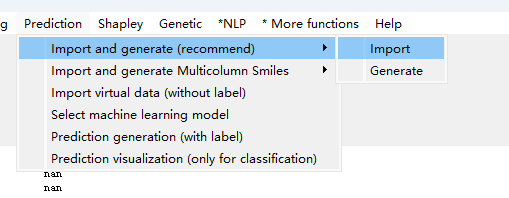 g Prediction Shapley Genetic *NLP * More functions Help
Import and generate (recommend)
Import
Import and generate Multicolumn Smiles
Generate
Import virtual data (without label)
Select machine learning model
Prediction generation (with label)
Prediction visualization (only for classification)
nan
nan